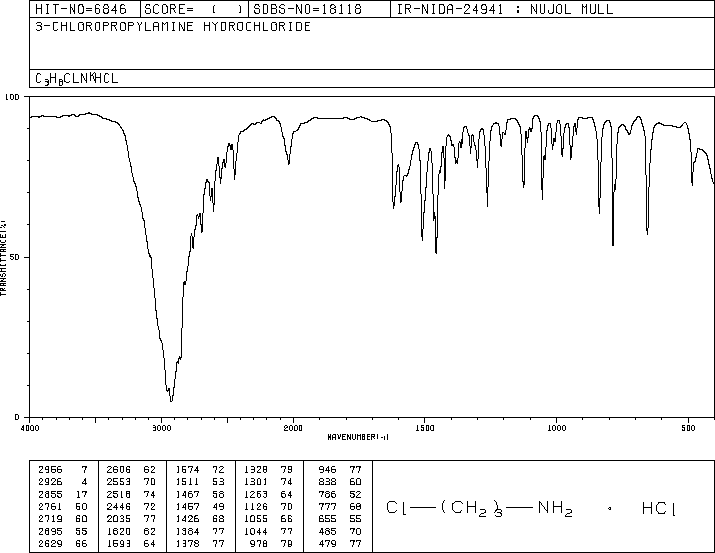 HIT-NO=6846 SCORE= ( ) SDBS-NO=18118 IR-NIDA-24941 : NUJOL MULL
3-CHLOROPROPYLAMINE HYDROCHLORIDE
C3H8CLN*HCL
100
50
0
TRANSMITTANCE(%)
4000 3000 2000 1500 1000 500
WAVENUMBER(-1)
2966 7 2606 62 1574 72 1328 79 946 77
2926 4 2553 70 1511 53 1301 74 838 60
2855 17 2518 74 1467 58 1263 64 786 52
2761 50 2446 72 1457 49 1126 70 777 68
2719 60 2035 77 1426 68 1055 66 655 55
2695 55 1620 62 1384 77 1044 77 485 70
2629 66 1593 64 1378 77 978 79 479 77
Cl—(CH2)3—NH2 · HCl